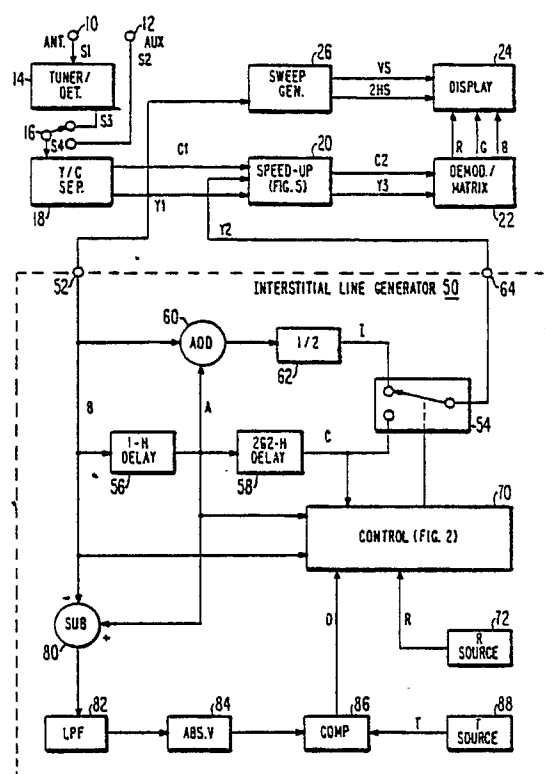 10
12
ANT.
S1
AUX
S2
14
TUNER/
DET.
16
S3
S4
Y/C
SEP.
18
C1
Y1
26
SWEEP
GEN.
VS
2HS
24
DISPLAY
R
G
B
20
SPEED-UP
(FIG. 5)
C2
Y3
DEMOD./
MATRIX
22
Y2
52
INTERSTITIAL LINE GENERATOR 50
64
60
ADD
1/2
62
I
54
B
A
1-H
DELAY
56
262-H
DELAY
58
C
70
CONTROL (FIG. 2)
-
SUB
+
80
D
R
72
R
SOURCE
82
LPF
84
ABS.V
86
COMP
T
88
T
SOURCE